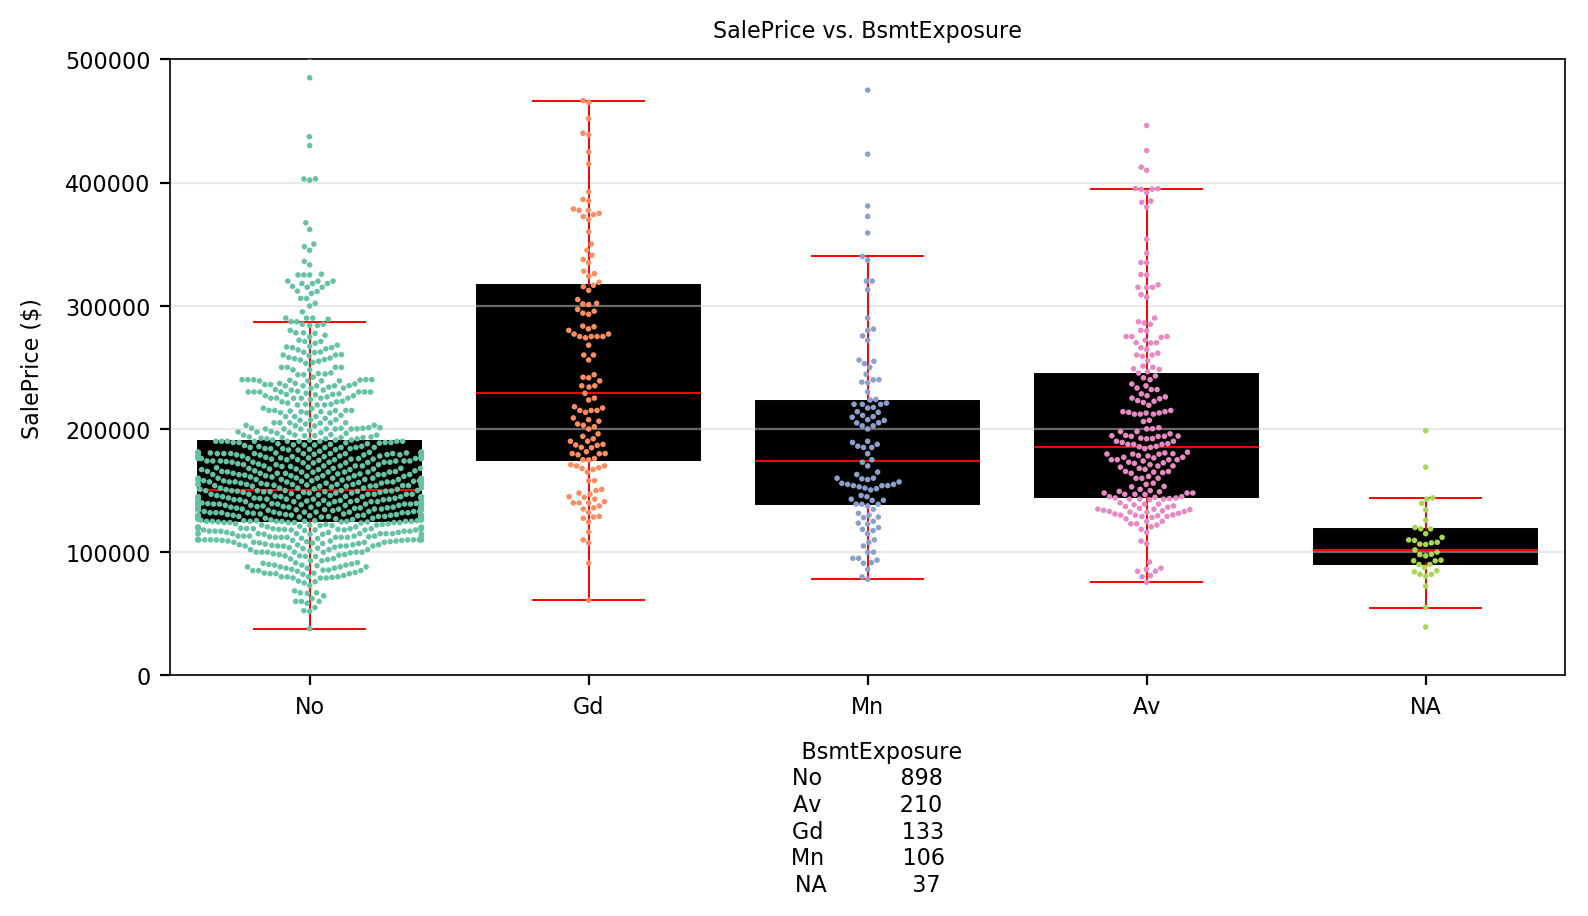 SalePrice vs. BsmtExposure
SalePrice ($)
500000
400000
300000
200000
100000
0
No Gd Mn Av NA
BsmtExposure
No 898
Av 210
Gd 133
Mn 106
NA 37